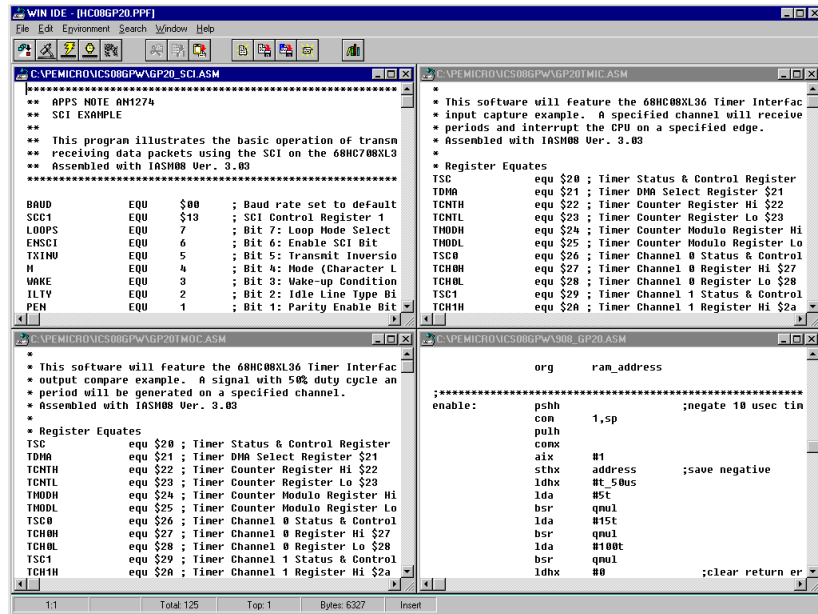 WIN IDE - [HC08GP20.PPF]
File Edit Environment Search Window Help
C:\PEMICRO\ICS08GPW\GP20_SCI.ASM
*********************************************************
** APPS NOTE AN1274
** SCI EXAMPLE
**
** This program illustrates the basic operation of transm
** receiving data packets using the SCI on the 68HC708XL3
** Assembled with IASM08 Ver. 3.03
*********************************************************
BAUD EQU $00 ; Baud rate set to default
SCC1 EQU $13 ; SCI Control Register 1
LOOPS EQU 7 ; Bit 7: Loop Mode Select
ENSCI EQU 6 ; Bit 6: Enable SCI Bit
TXINV EQU 5 ; Bit 5: Transmit Inversio
M EQU 4 ; Bit 4: Mode (Character L
WAKE EQU 3 ; Bit 3: Wake-up Condition
ILTY EQU 2 ; Bit 2: Idle Line Type Bi
PEN EQU 1 ; Bit 1: Parity Enable Bit
C:\PEMICRO\ICS08GPW\GP20TMIC.ASM
*
* This software will feature the 68HC08XL36 Timer Interfac
* input capture example. A specified channel will receive
* periods and interrupt the CPU on a specified edge.
* Assembled with IASM08 Ver. 3.03
*
* Register Equates
TSC equ $20 ; Timer Status & Control Register
TDMA equ $21 ; Timer DMA Select Register $21
TCNTH equ $22 ; Timer Counter Register Hi $22
TCNTL equ $23 ; Timer Counter Register Lo $23
TMODH equ $24 ; Timer Counter Modulo Register Hi
TMODL equ $25 ; Timer Counter Modulo Register Lo
TSC0 equ $26 ; Timer Channel 0 Status & Control
TCH0H equ $27 ; Timer Channel 0 Register Hi $27
TCH0L equ $28 ; Timer Channel 0 Register Lo $28
TSC1 equ $29 ; Timer Channel 1 Status & Control
TCH1H equ $2A ; Timer Channel 1 Register Hi $2a
C:\PEMICRO\ICS08GPW\GP20TMOC.ASM
*
* This software will feature the 68HC08XL36 Timer Interfac
* output compare example. A signal with 50% duty cycle an
* period will be generated on a specified channel.
* Assembled with IASM08 Ver. 3.03
*
* Register Equates
TSC equ $20 ; Timer Status & Control Register
TDMA equ $21 ; Timer DMA Select Register $21
TCNTH equ $22 ; Timer Counter Register Hi $22
TCNTL equ $23 ; Timer Counter Register Lo $23
TMODH equ $24 ; Timer Counter Modulo Register Hi
TMODL equ $25 ; Timer Counter Modulo Register Lo
TSC0 equ $26 ; Timer Channel 0 Status & Control
TCH0H equ $27 ; Timer Channel 0 Register Hi $27
TCH0L equ $28 ; Timer Channel 0 Register Lo $28
TSC1 equ $29 ; Timer Channel 1 Status & Control
TCH1H equ $2A ; Timer Channel 1 Register Hi $2a
C:\PEMICRO\ICS08GPW\908_GP20.ASM
org ram_address
;********************************************************
enable: pshh ;negate 10 usec tim
com 1,sp
pulh
comx
aix #1
sthx address ;save negative
ldhx #t_50us
lda #5t
bsr qmul
lda #15t
bsr qmul
lda #100t
bsr qmul
ldhx #0 ;clear return er
1:1 Total: 125 Top: 1 Bytes: 6327 Insert